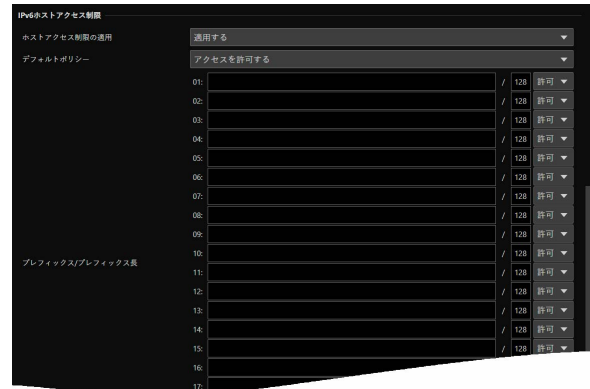 IPv6ホストアクセス制限
ホストアクセス制限の適用 適用する
デフォルトポリシー アクセスを許可する
01: / 128 許可
02: / 128 許可
03: / 128 許可
04: / 128 許可
05: / 128 許可
06: / 128 許可
07: / 128 許可
08: / 128 許可
09: / 128 許可
10: / 128 許可
プレフィックス/プレフィックス長
11: / 128 許可
12: / 128 許可
13: / 128 許可
14: / 128 許可
15: / 128 許可
16:
17: